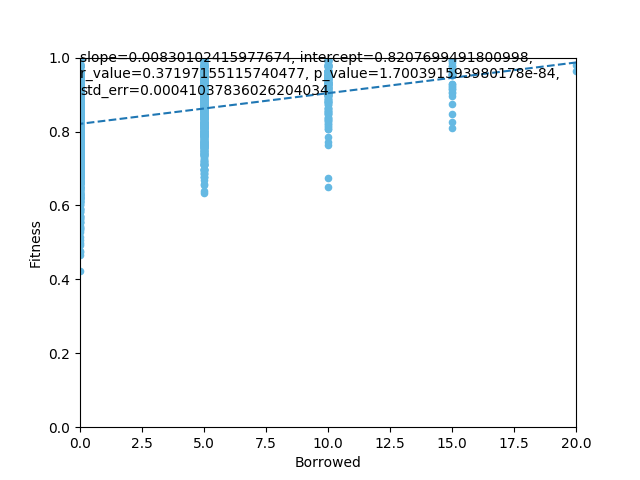 slope=0.00830102415977674, intercept=0.8207699491800998,
r_value=0.37197155115740477, p_value=1.700391593980178e-84,
std_err=0.00041037836026204034
1.0
0.8
0.6
0.4
0.2
0.0
Fitness
0.0 2.5 5.0 7.5 10.0 12.5 15.0 17.5 20.0
Borrowed